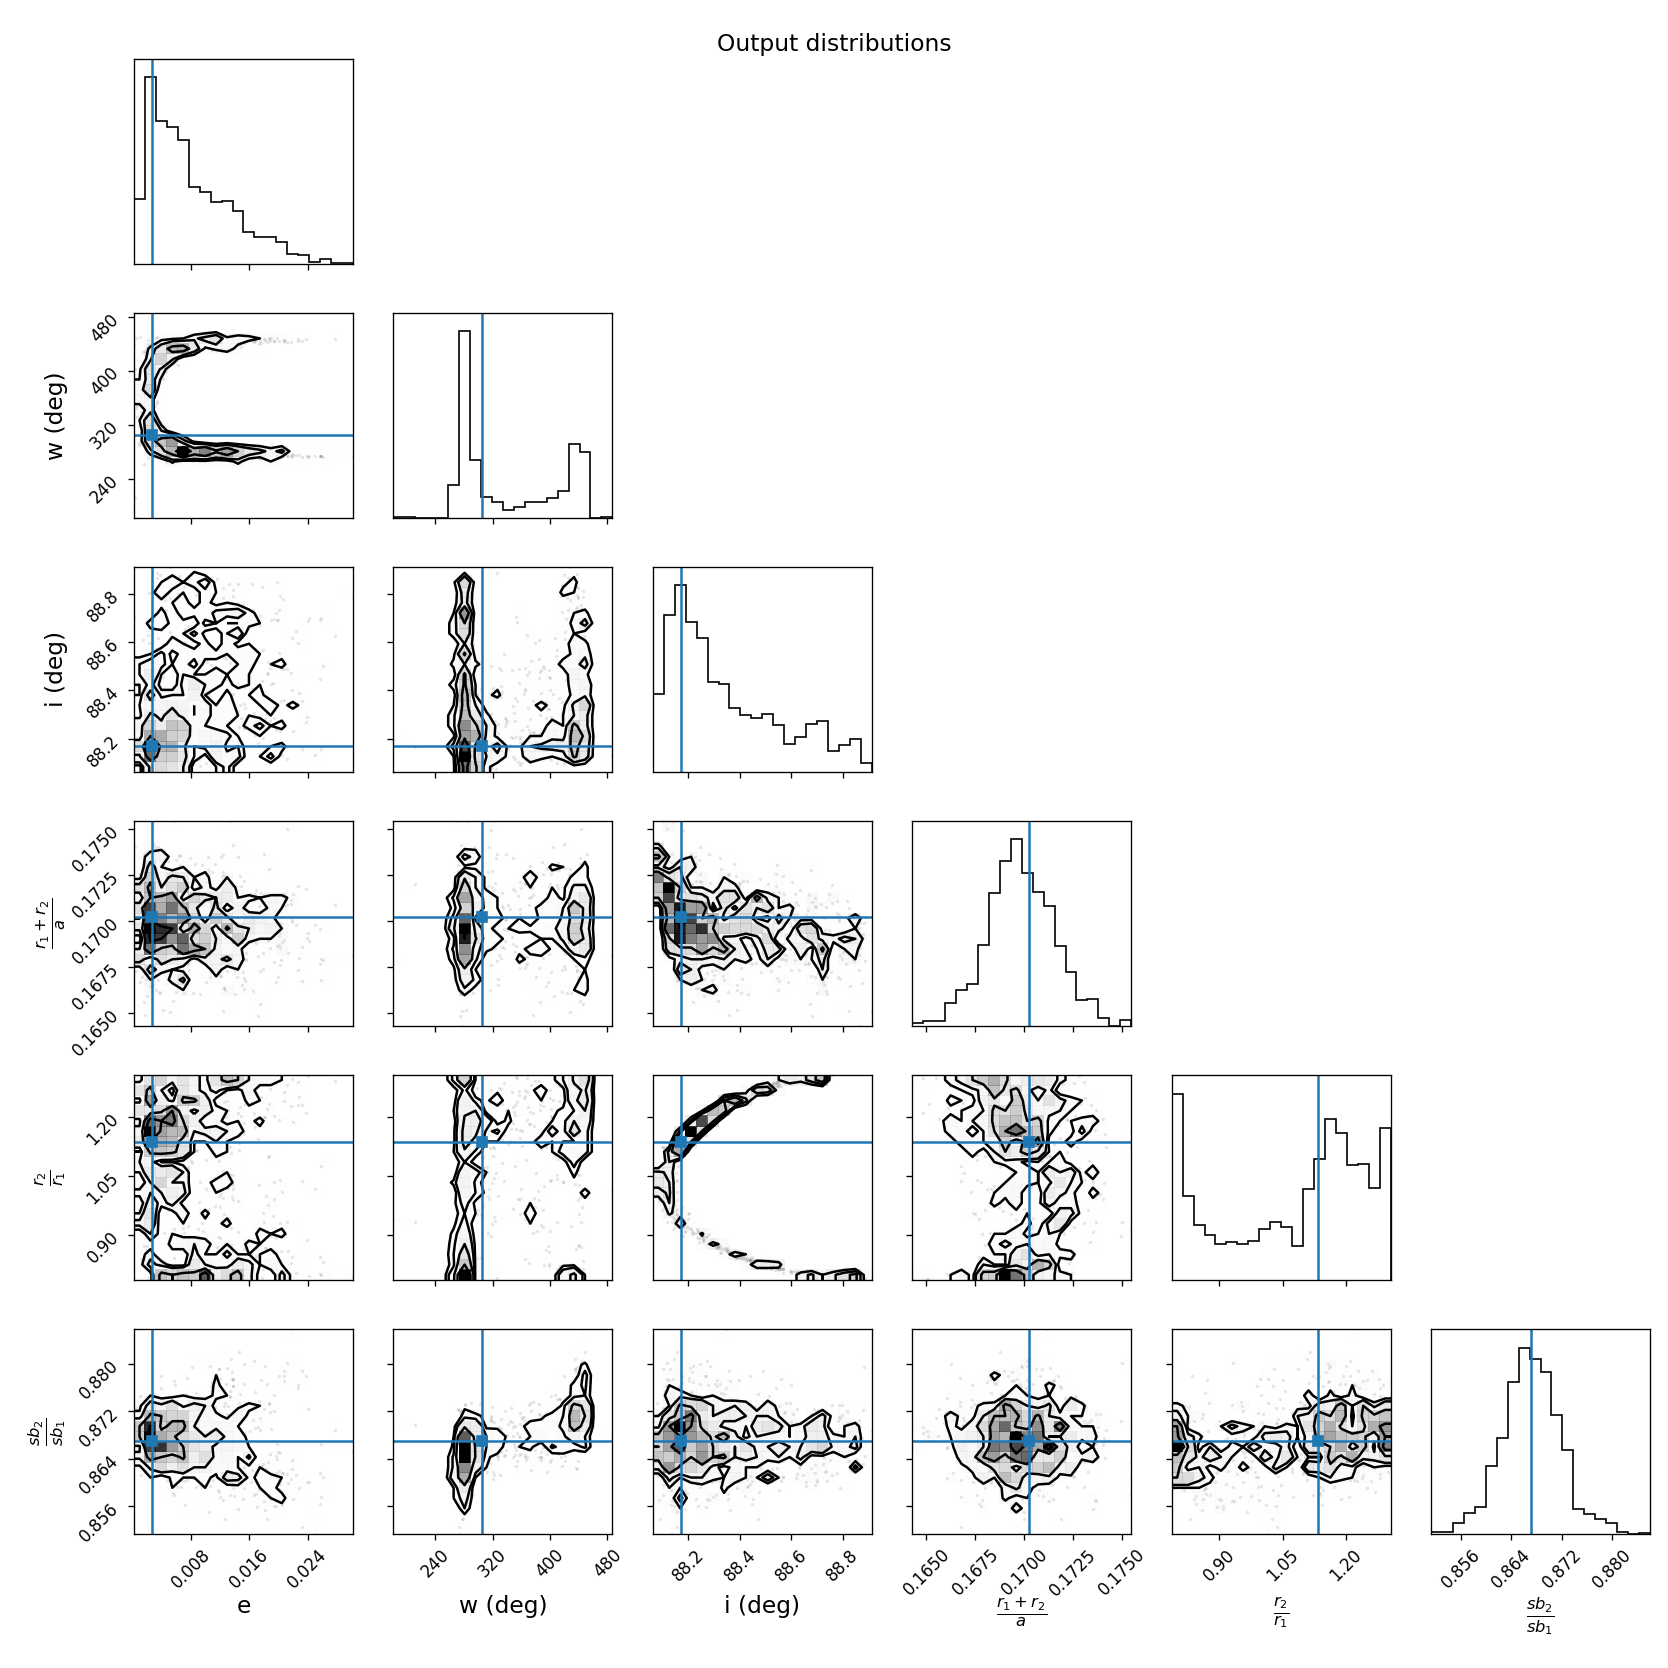 Output distributions
480
400
320
240
w (deg)
88.8
88.6
88.4
88.2
i (deg)
0.1750
0.1725
0.1700
0.1675
0.1650
r₁ + r₂
a
1.20
1.05
0.90
r₂
r₁
0.880
0.872
0.864
0.856
sb₂
sb₁
0.008 0.016 0.024
240 320 400 480
88.2 88.4 88.6 88.8
0.1650 0.1675 0.1700 0.1725 0.1750
0.90 1.05 1.20
0.856 0.864 0.872 0.880
e
w (deg)
i (deg)
r₁ + r₂
a
r₂
r₁
sb₂
sb₁